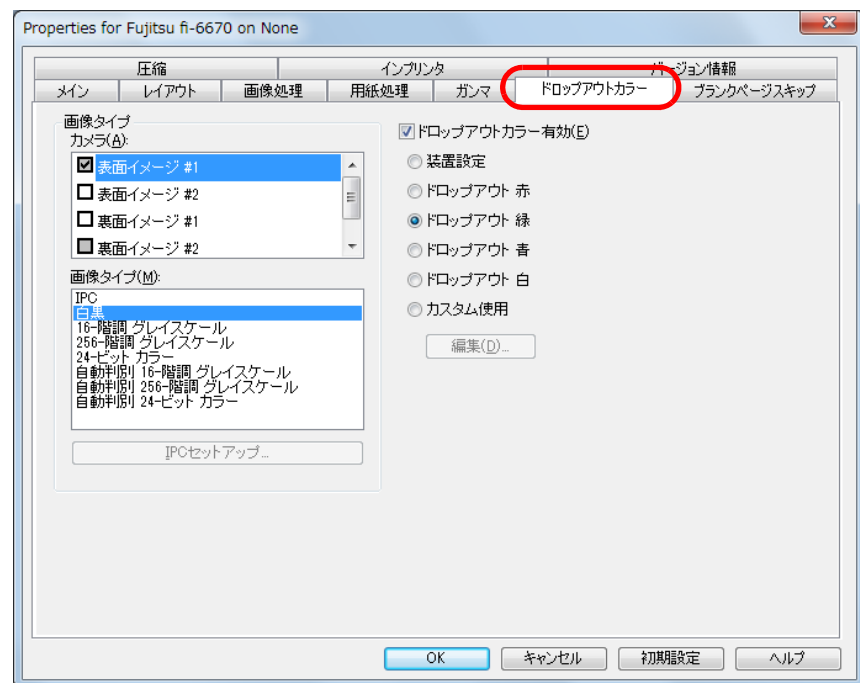 Properties for Fujitsu fi-6670 on None
圧縮
インプリンタ
バージョン情報
メイン
レイアウト
画像処理
用紙処理
ガンマ
ドロップアウトカラー
ブランクページスキップ
画像タイプ
カメラ(A):
表面イメージ #1
表面イメージ #2
裏面イメージ #1
裏面イメージ #2
画像タイプ(M):
IPC
白黒
16-階調 グレイスケール
256-階調 グレイスケール
24-ビット カラー
自動判別 16-階調 グレイスケール
自動判別 256-階調 グレイスケール
自動判別 24-ビット カラー
IPCセットアップ...
ドロップアウトカラー有効(E)
装置設定
ドロップアウト 赤
ドロップアウト 緑
ドロップアウト 青
ドロップアウト 白
カスタム使用
編集(D)...
OK
キャンセル
初期設定
ヘルプ